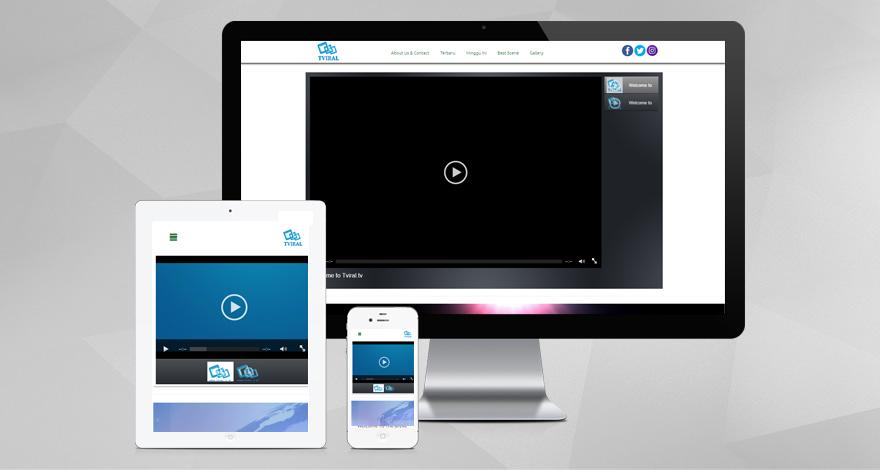 TVIRAL
About Us & Contact Terbaru Minggu Ini Best Scene Gallery
Welcome to
Welcome to
me to Tviral.tv
TVIRAL